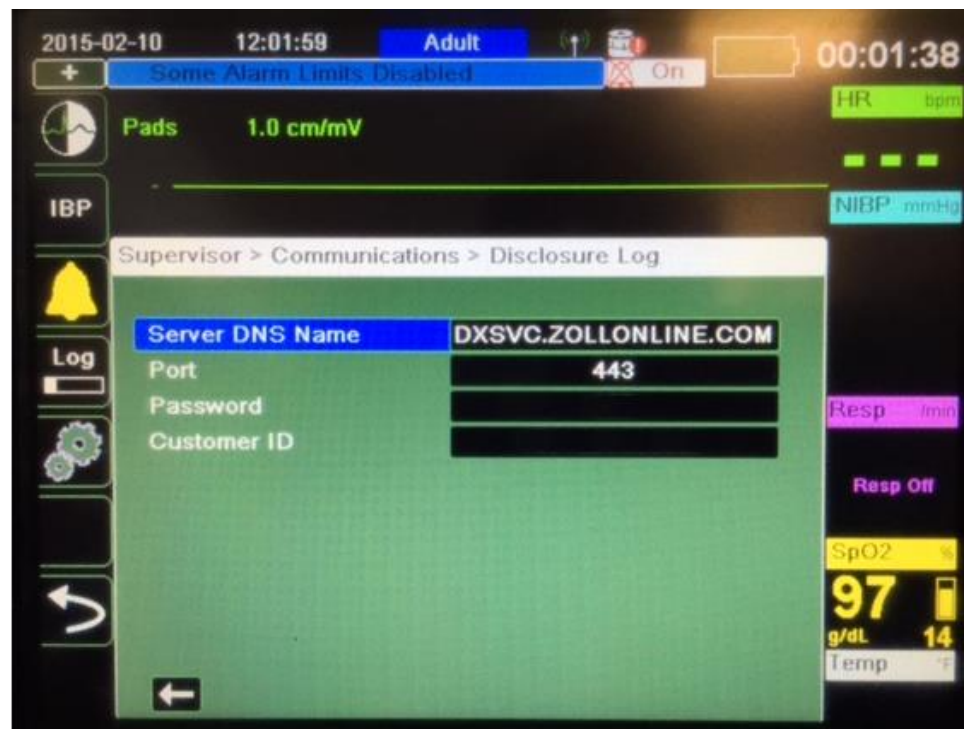 2015-02-10 12:01:59 Adult 00:01:38
Some Alarm Limits Disabled On
HR bpm
Pads 1.0 cm/mV
---
IBP
NIBP mmHg
Supervisor > Communications > Disclosure Log
Server DNS Name DXSVC.ZOLLONLINE.COM
Log
Port 443
Password
Resp /min
Customer ID
Resp Off
SpO2 %
97
g/dL 14
Temp °F